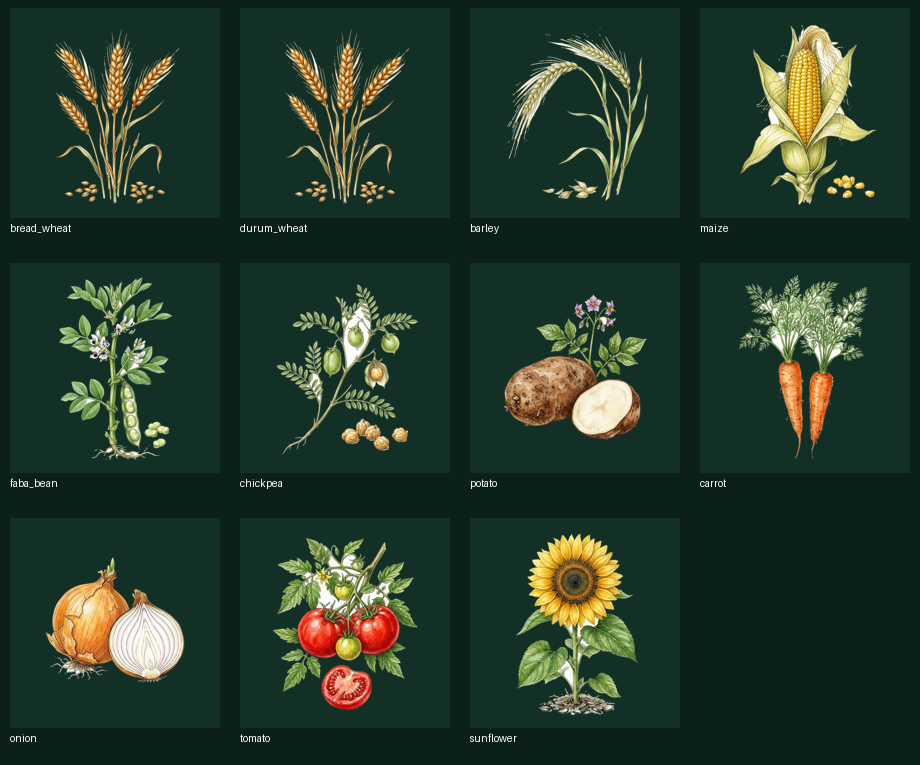 bread_wheat
durum_wheat
barley
maize
faba_bean
chickpea
potato
carrot
onion
tomato
sunflower